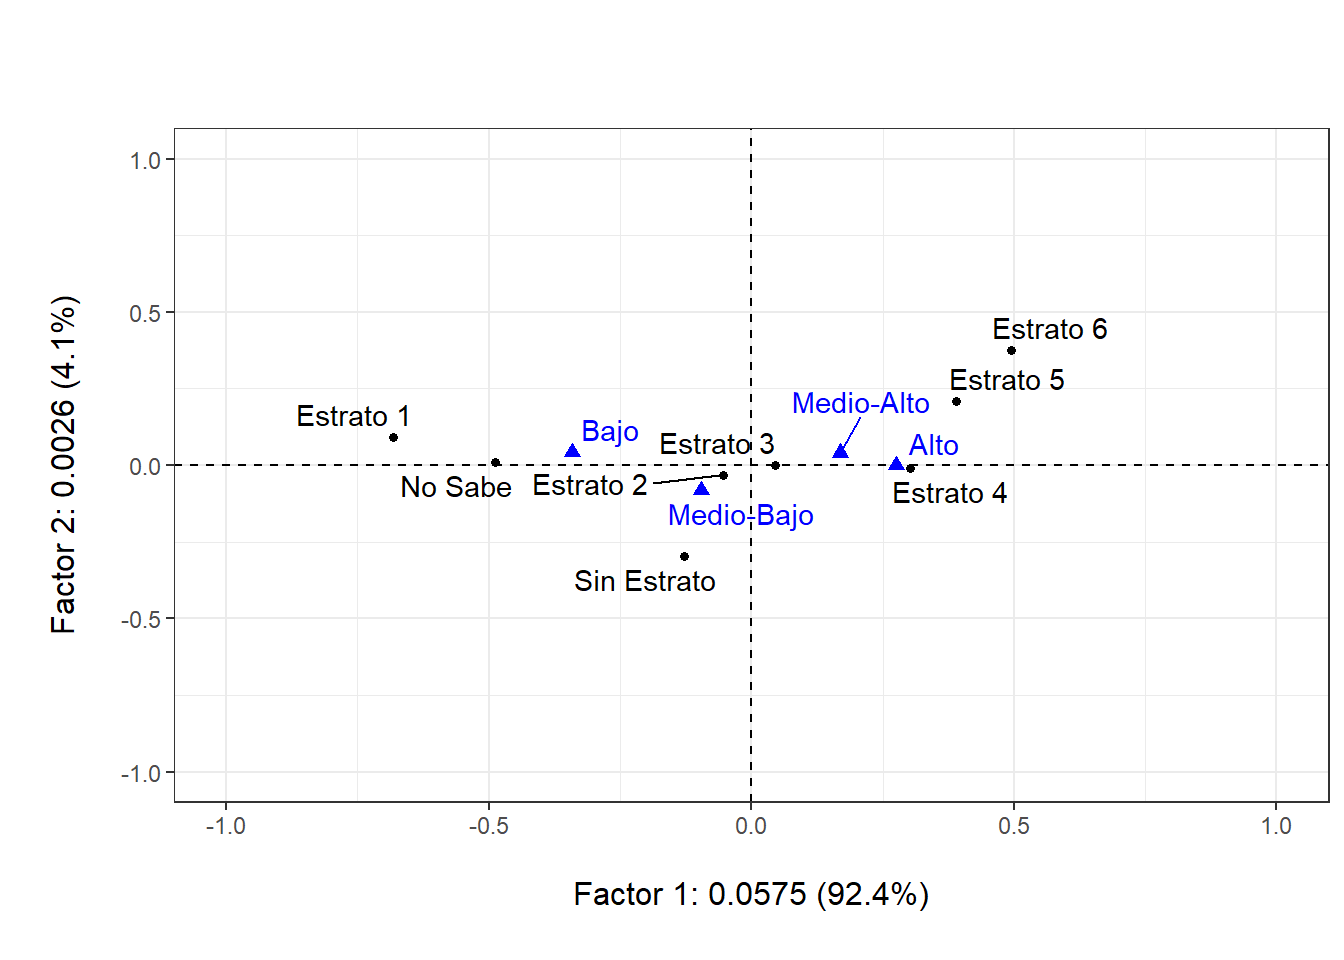 1.0
0.5
0.0
-0.5
-1.0
Factor 2: 0.0026 (4.1%)
Estrato 6
Estrato 5
Medio-Alto
Estrato 1
Bajo
Estrato 3
Alto
No Sabe
Estrato 2
Estrato 4
Medio-Bajo
Sin Estrato
-1.0
-0.5
0.0
0.5
1.0
Factor 1: 0.0575 (92.4%)